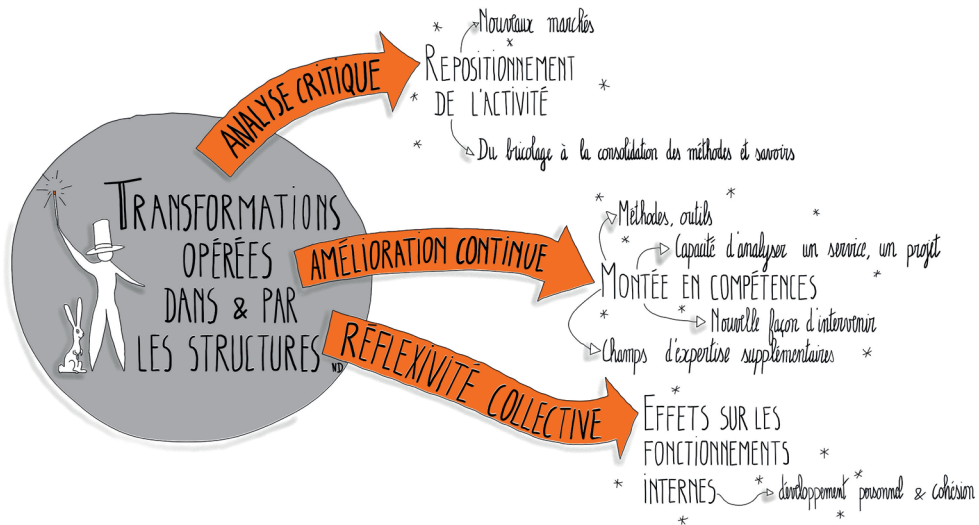 TRANSFORMATIONS
OPÉRÉES
DANS & PAR
LES STRUCTURES
ND
ANALYSE CRITIQUE
Nouveaux marchés
REPOSITIONNEMENT
DE L'ACTIVITÉ
Du bricolage à la consolidation des méthodes et savoirs
AMÉLIORATION CONTINUE
Méthodes, outils
Capacité d'analyser un service, un projet
MONTÉE EN COMPÉTENCES
Nouvelle façon d'intervenir
Champs d'expertise supplémentaires
RÉFLEXIVITÉ COLLECTIVE
EFFETS SUR LES
FONCTIONNEMENTS
INTERNES
développement personnel & cohésion